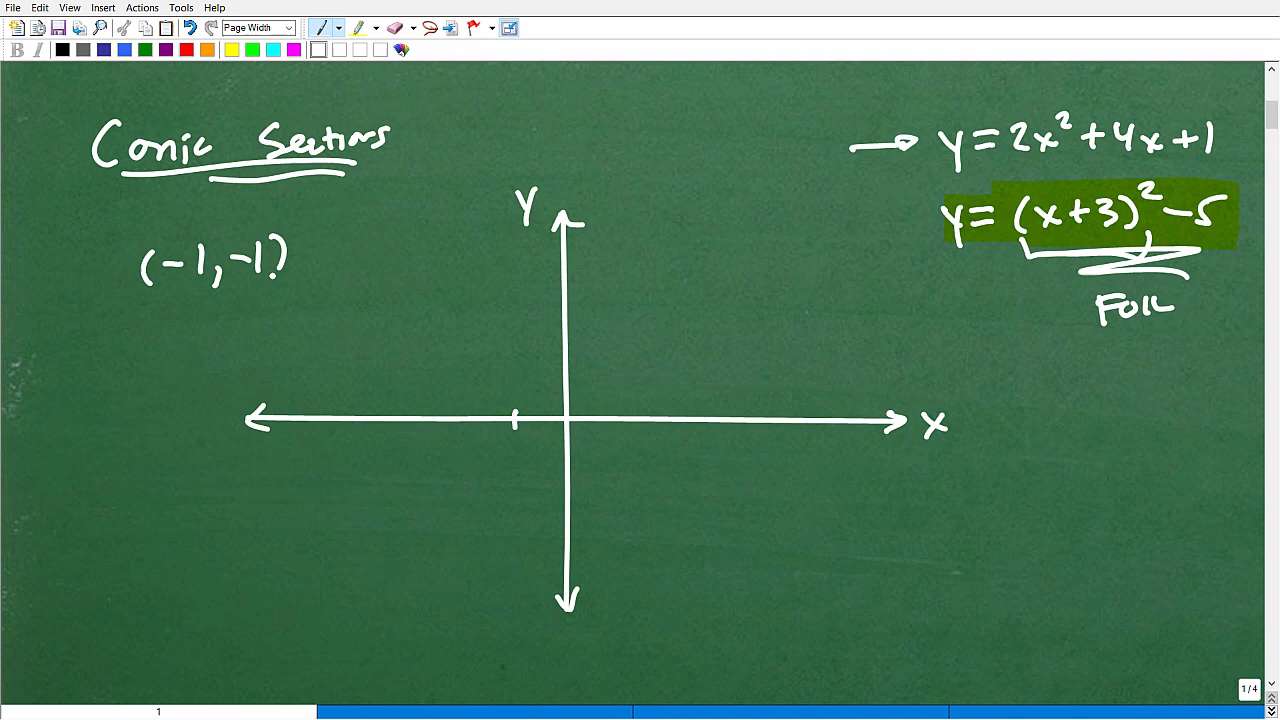 File Edit View Insert Actions Tools Help
Page Width
B I
Conic Sections
→ y = 2x² + 4x + 1
y = (x + 3)² - 5
FOIL
(-1, -1)
Y
X
1 / 4
1